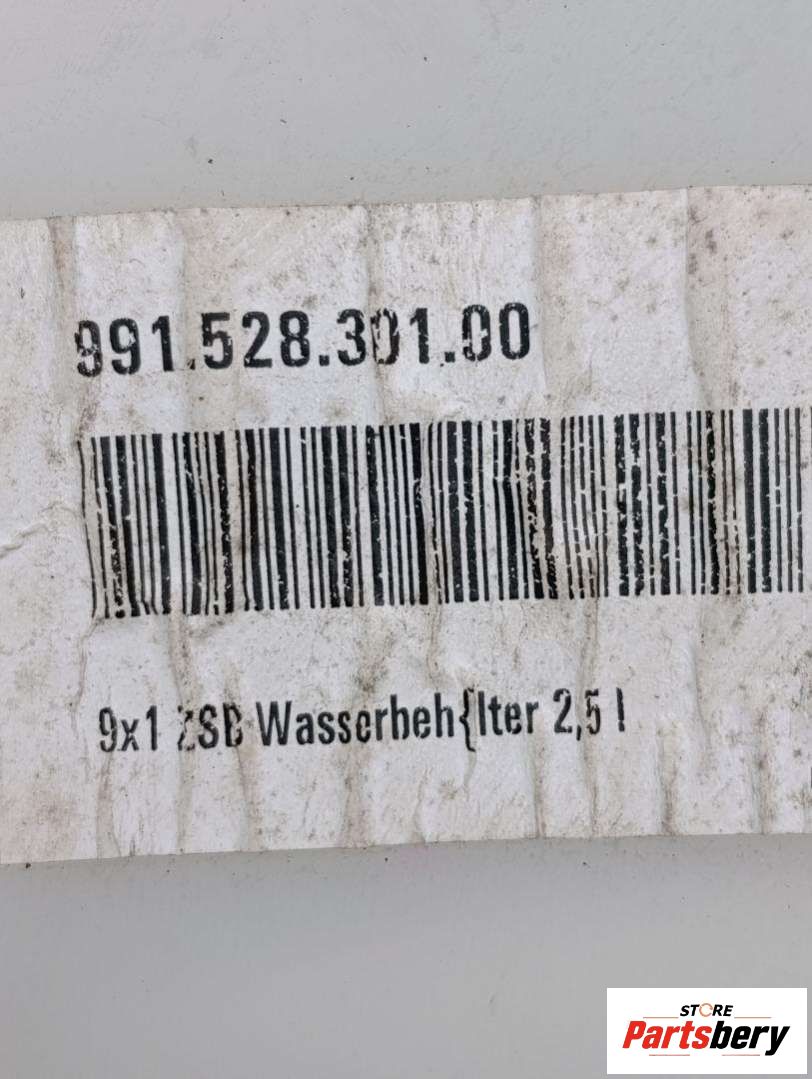 991.528.301.00
9x1 ZSB Wasserbeh{lter 2,5 l
STORE
Partsbery